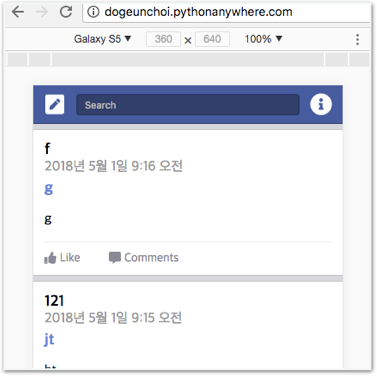 dogeunchoi.pythonanywhere.com
Galaxy S5 ▼ 360 × 640 100% ▼
Search
f
2018년 5월 1일 9:16 오전
g
g
Like Comments
121
2018년 5월 1일 9:15 오전
jt